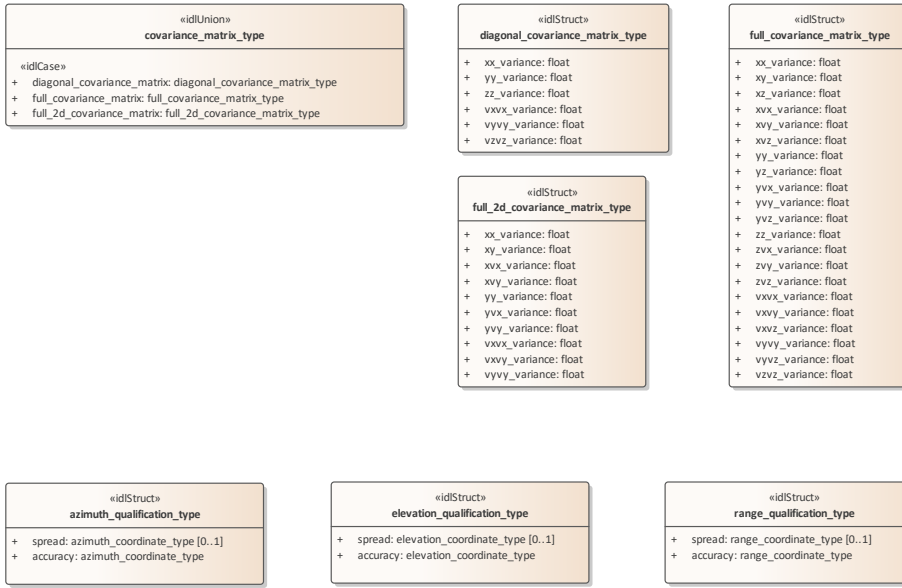 «idlUnion»
covariance_matrix_type
«idlCase»
+ diagonal_covariance_matrix: diagonal_covariance_matrix_type
+ full_covariance_matrix: full_covariance_matrix_type
+ full_2d_covariance_matrix: full_2d_covariance_matrix_type
«idlStruct»
diagonal_covariance_matrix_type
+ xx_variance: float
+ yy_variance: float
+ zz_variance: float
+ vxvx_variance: float
+ vyvy_variance: float
+ vzvz_variance: float
«idlStruct»
full_2d_covariance_matrix_type
+ xx_variance: float
+ xy_variance: float
+ xvx_variance: float
+ xvy_variance: float
+ yy_variance: float
+ yvx_variance: float
+ yvy_variance: float
+ vxvx_variance: float
+ vxvy_variance: float
+ vyvy_variance: float
«idlStruct»
full_covariance_matrix_type
+ xx_variance: float
+ xy_variance: float
+ xz_variance: float
+ xvx_variance: float
+ xvy_variance: float
+ xvz_variance: float
+ yy_variance: float
+ yz_variance: float
+ yvx_variance: float
+ yvy_variance: float
+ yvz_variance: float
+ zz_variance: float
+ zvx_variance: float
+ zvy_variance: float
+ zvz_variance: float
+ vxvx_variance: float
+ vxvy_variance: float
+ vxvz_variance: float
+ vyvy_variance: float
+ vyvz_variance: float
+ vzvz_variance: float
«idlStruct»
azimuth_qualification_type
+ spread: azimuth_coordinate_type [0..1]
+ accuracy: azimuth_coordinate_type
«idlStruct»
elevation_qualification_type
+ spread: elevation_coordinate_type [0..1]
+ accuracy: elevation_coordinate_type
«idlStruct»
range_qualification_type
+ spread: range_coordinate_type [0..1]
+ accuracy: range_coordinate_type